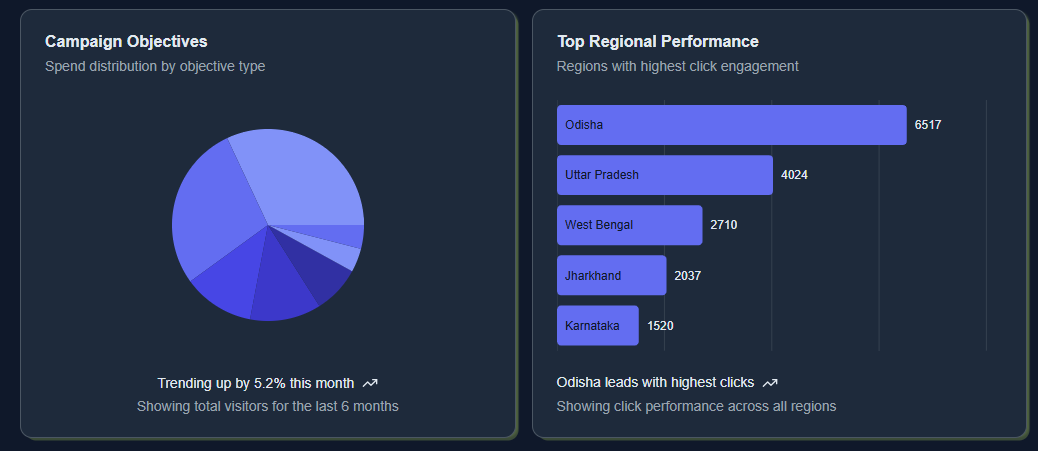 Campaign Objectives
Spend distribution by objective type
Trending up by 5.2% this month
Showing total visitors for the last 6 months
Top Regional Performance
Regions with highest click engagement
Odisha 6517
Uttar Pradesh 4024
West Bengal 2710
Jharkhand 2037
Karnataka 1520
Odisha leads with highest clicks
Showing click performance across all regions